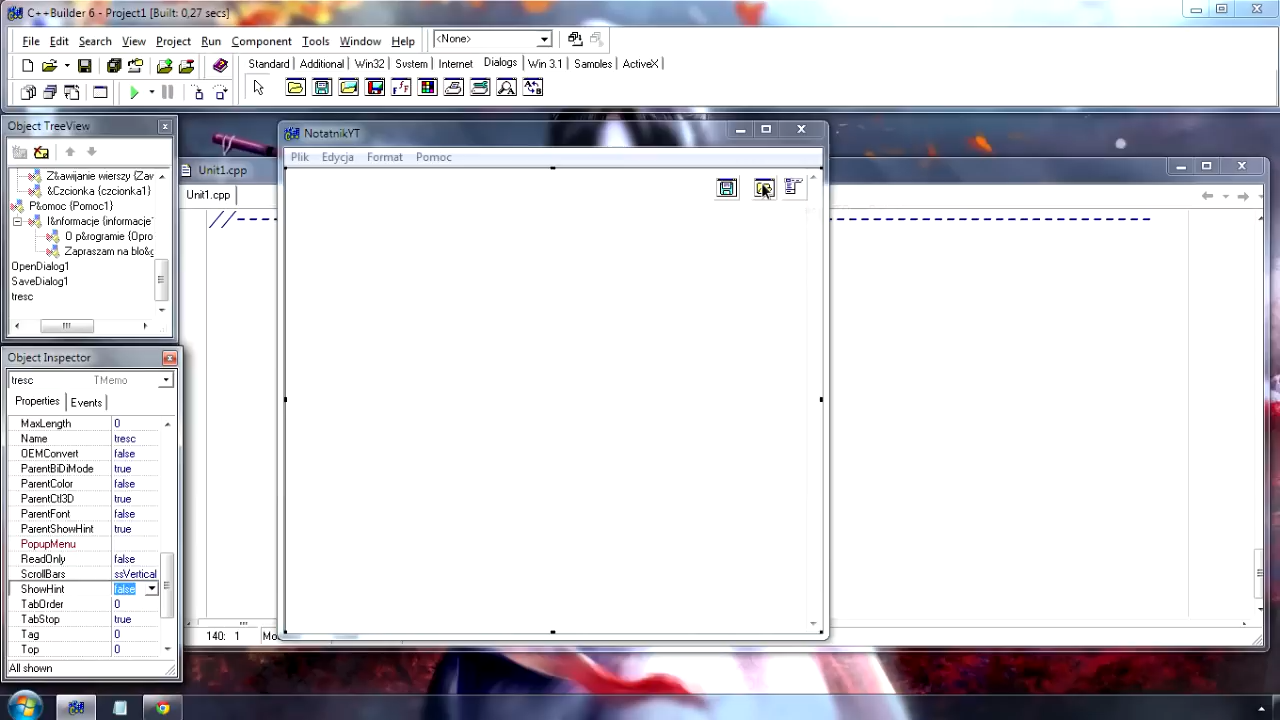 C++Builder 6 - Project1 [Built: 0,27 secs]
File Edit Search View Project Run Component Tools Window Help <None>
Standard Additional Win32 System Internet Dialogs Win 3.1 Samples ActiveX
Object TreeView
Z&awijanie wierszy {Zav
&Czcionka {czcionka1}
P&omoc {Pomoc1}
I&nformacje {informacje'
O p&rogramie {Opro
Zapraszam na blo&g
OpenDialog1
SaveDialog1
tresc
Object Inspector
tresc TMemo
Properties Events
MaxLength 0
Name tresc
OEMConvert false
ParentBiDiMode true
ParentColor false
ParentCtl3D true
ParentFont false
ParentShowHint true
PopupMenu
ReadOnly false
ScrollBars ssVertical
ShowHint false
TabOrder 0
TabStop true
Tag 0
Top 0
All shown
Unit1.cpp
Unit1.cpp
140: 1
NotatnikYT
Plik Edycja Format Pomoc